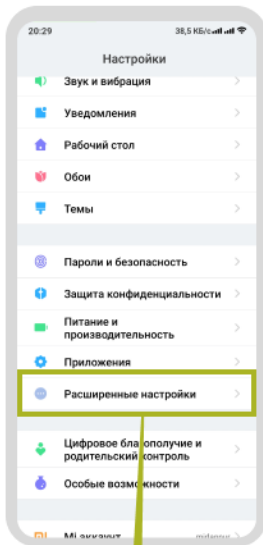 20:29 38,5 КБ/с
Настройки
Звук и вибрация
Уведомления
Рабочий стол
Обои
Темы
Пароли и безопасность
Защита конфиденциальности
Питание и
производительность
Приложения
Расширенные настройки
Цифровое благополучие и
родительский контроль
Особые возможности
Mi аккаунт